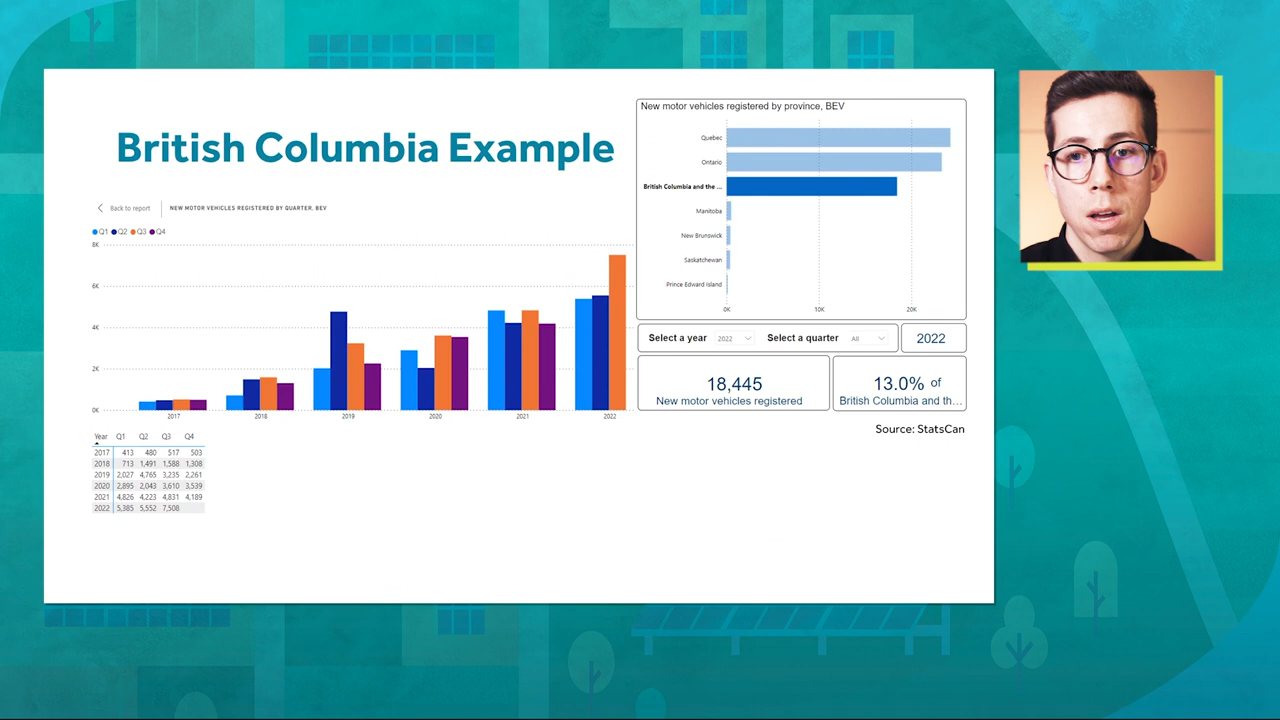 British Columbia Example
Back to report
NEW MOTOR VEHICLES REGISTERED BY QUARTER, BEV
Q1 Q2 Q3 Q4
8K
6K
4K
2K
0K
2017 2018 2019 2020 2021 2022
Year Q1 Q2 Q3 Q4
2017 413 480 517 503
2018 713 1,491 1,588 1,308
2019 2,027 4,765 3,235 2,261
2020 2,895 2,043 3,610 3,539
2021 4,826 4,223 4,831 4,189
2022 5,385 5,552 7,508
New motor vehicles registered by province, BEV
Quebec
Ontario
British Columbia and the ...
Manitoba
New Brunswick
Saskatchewan
Prince Edward Island
0K 10K 20K
Select a year 2022 Select a quarter All
2022
18,445
New motor vehicles registered
13.0% of
British Columbia and th...
Source: StatsCan